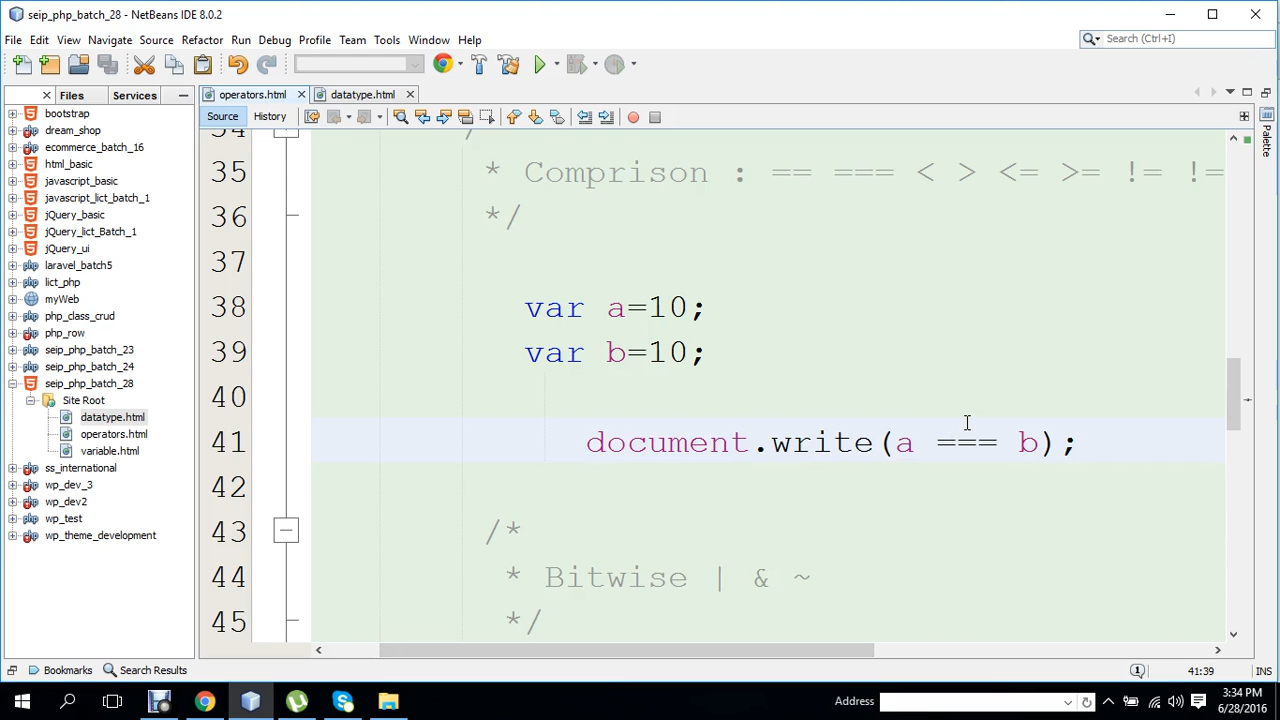 seip_php_batch_28 - NetBeans IDE 8.0.2
File Edit View Navigate Source Refactor Run Debug Profile Team Tools Window Help
Search (Ctrl+I)
Files Services
operators.html datatype.html
Source History
Palette
bootstrap
dream_shop
ecommerce_batch_16
html_basic
javascript_basic
javascript_lict_batch_1
jQuery_basic
jQuery_lict_Batch_1
jQuery_ui
laravel_batch5
lict_php
myWeb
php_class_crud
php_row
seip_php_batch_23
seip_php_batch_24
seip_php_batch_28
Site Root
datatype.html
operators.html
variable.html
ss_international
wp_dev_3
wp_dev2
wp_test
wp_theme_development
34
35 * Comprison : == === < > <= >= != !=
36 */
37
38 var a=10;
39 var b=10;
40
41 document.write(a === b);
42
43 /*
44 * Bitwise | & ~
45 */
Bookmarks Search Results
1 41:39 INS
Address
3:34 PM
6/28/2016